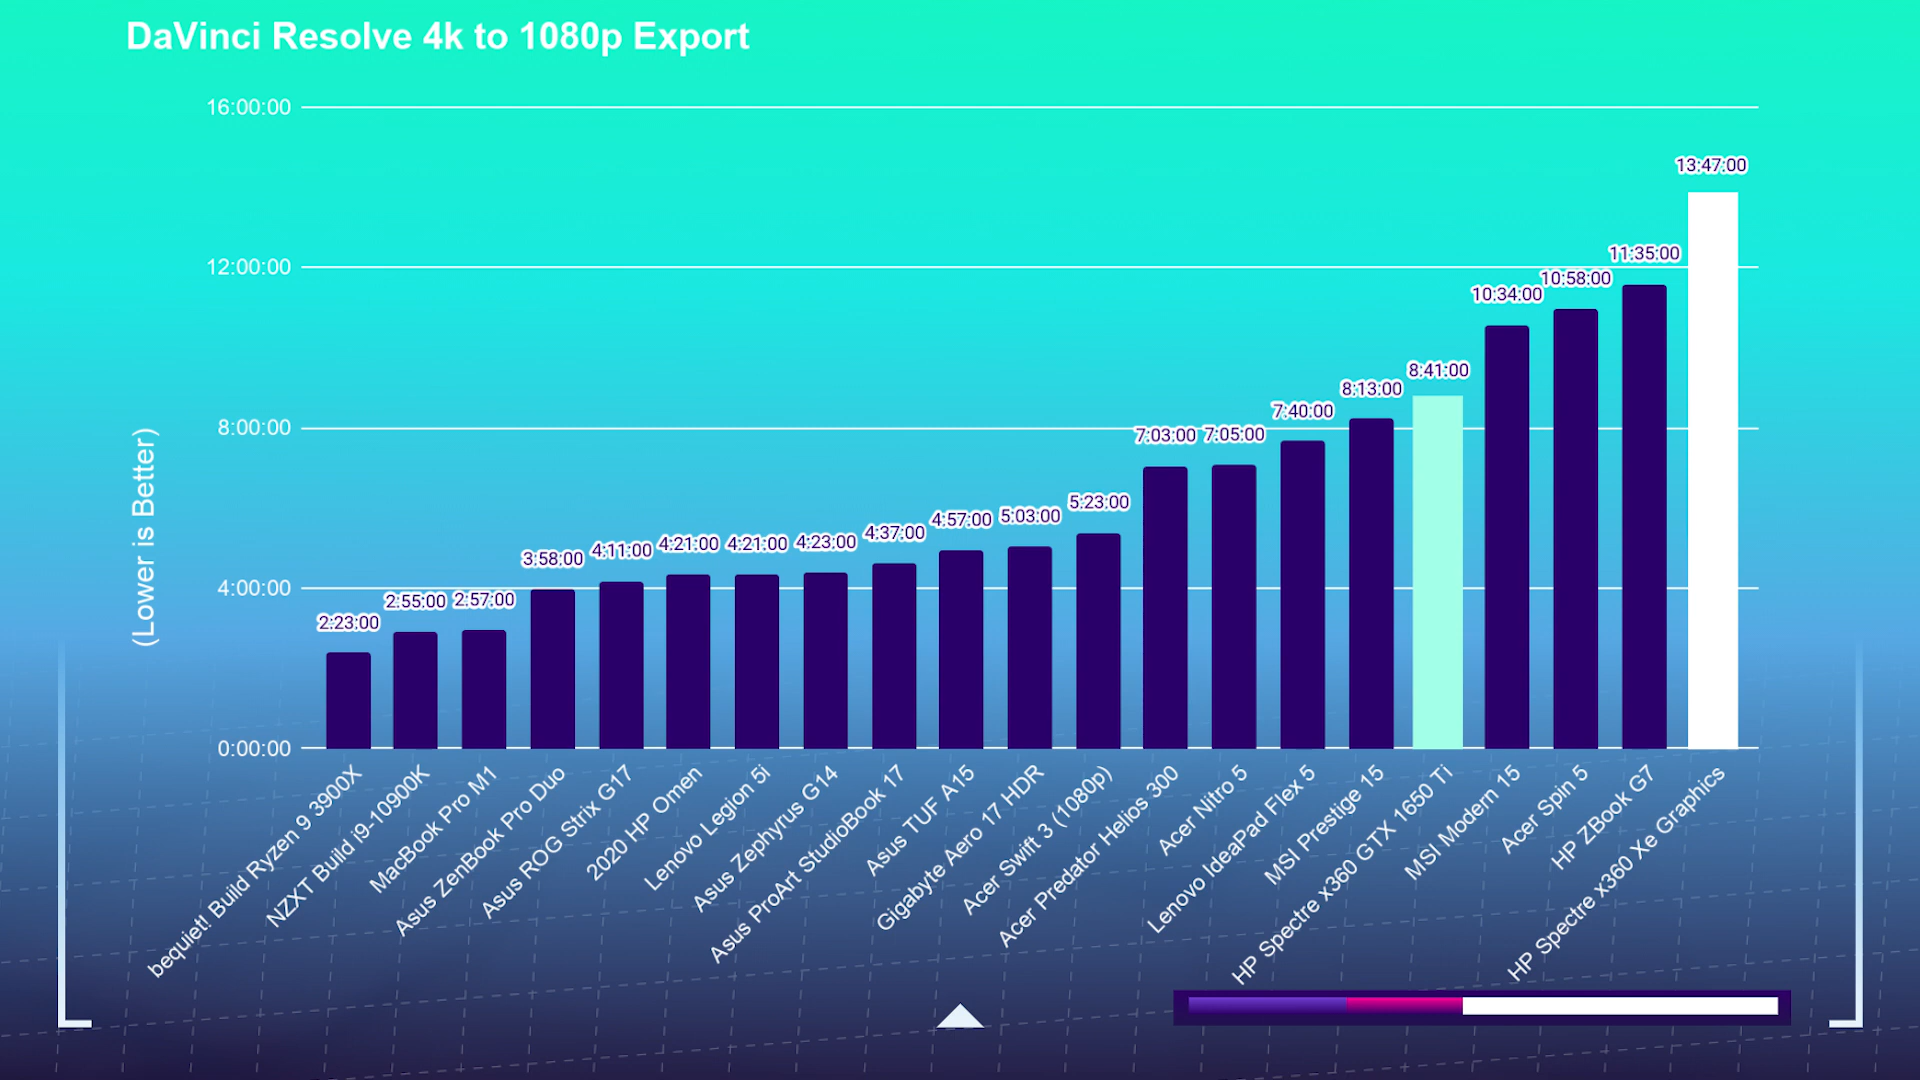 DaVinci Resolve 4k to 1080p Export
(Lower is Better)
16:00:00
12:00:00
8:00:00
4:00:00
0:00:00
2:23:00
2:55:00
2:57:00
3:58:00
4:11:00
4:21:00
4:21:00
4:23:00
4:37:00
4:57:00
5:03:00
5:23:00
7:03:00
7:05:00
7:40:00
8:13:00
8:41:00
10:34:00
10:58:00
11:35:00
13:47:00
bequiet! Build Ryzen 9 3900X
NZXT Build i9-10900K
MacBook Pro M1
Asus ZenBook Pro Duo
Asus ROG Strix G17
2020 HP Omen
Lenovo Legion 5i
Asus Zephyrus G14
Asus ProArt StudioBook 17
Asus TUF A15
Gigabyte Aero 17 HDR
Acer Swift 3 (1080p)
Acer Predator Helios 300
Acer Nitro 5
Lenovo IdeaPad Flex 5
MSI Prestige 15
HP Spectre x360 GTX 1650 Ti
MSI Modern 15
Acer Spin 5
HP ZBook G7
HP Spectre x360 Xe Graphics